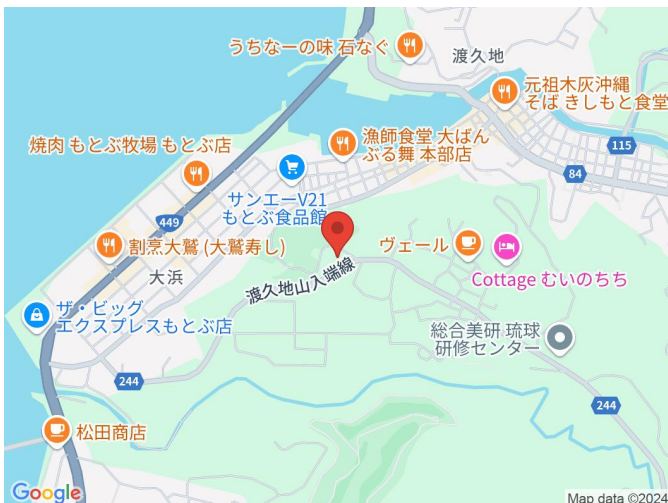 うちなーの味 石なぐ
渡久地
元祖木灰沖縄
そば きしもと食堂
焼肉 もとぶ牧場 もとぶ店
漁師食堂 大ばん
ぶる舞 本部店
115
84
サンエーV21
もとぶ食品館
449
割烹大鷲 (大鷲寿し)
ヴェール
大浜
渡久地山入端線
Cottage むいのちち
ザ・ビッグ
エクスプレスもとぶ店
総合美研 琉球
研修センター
244
244
松田商店
Google
Map data ©2024